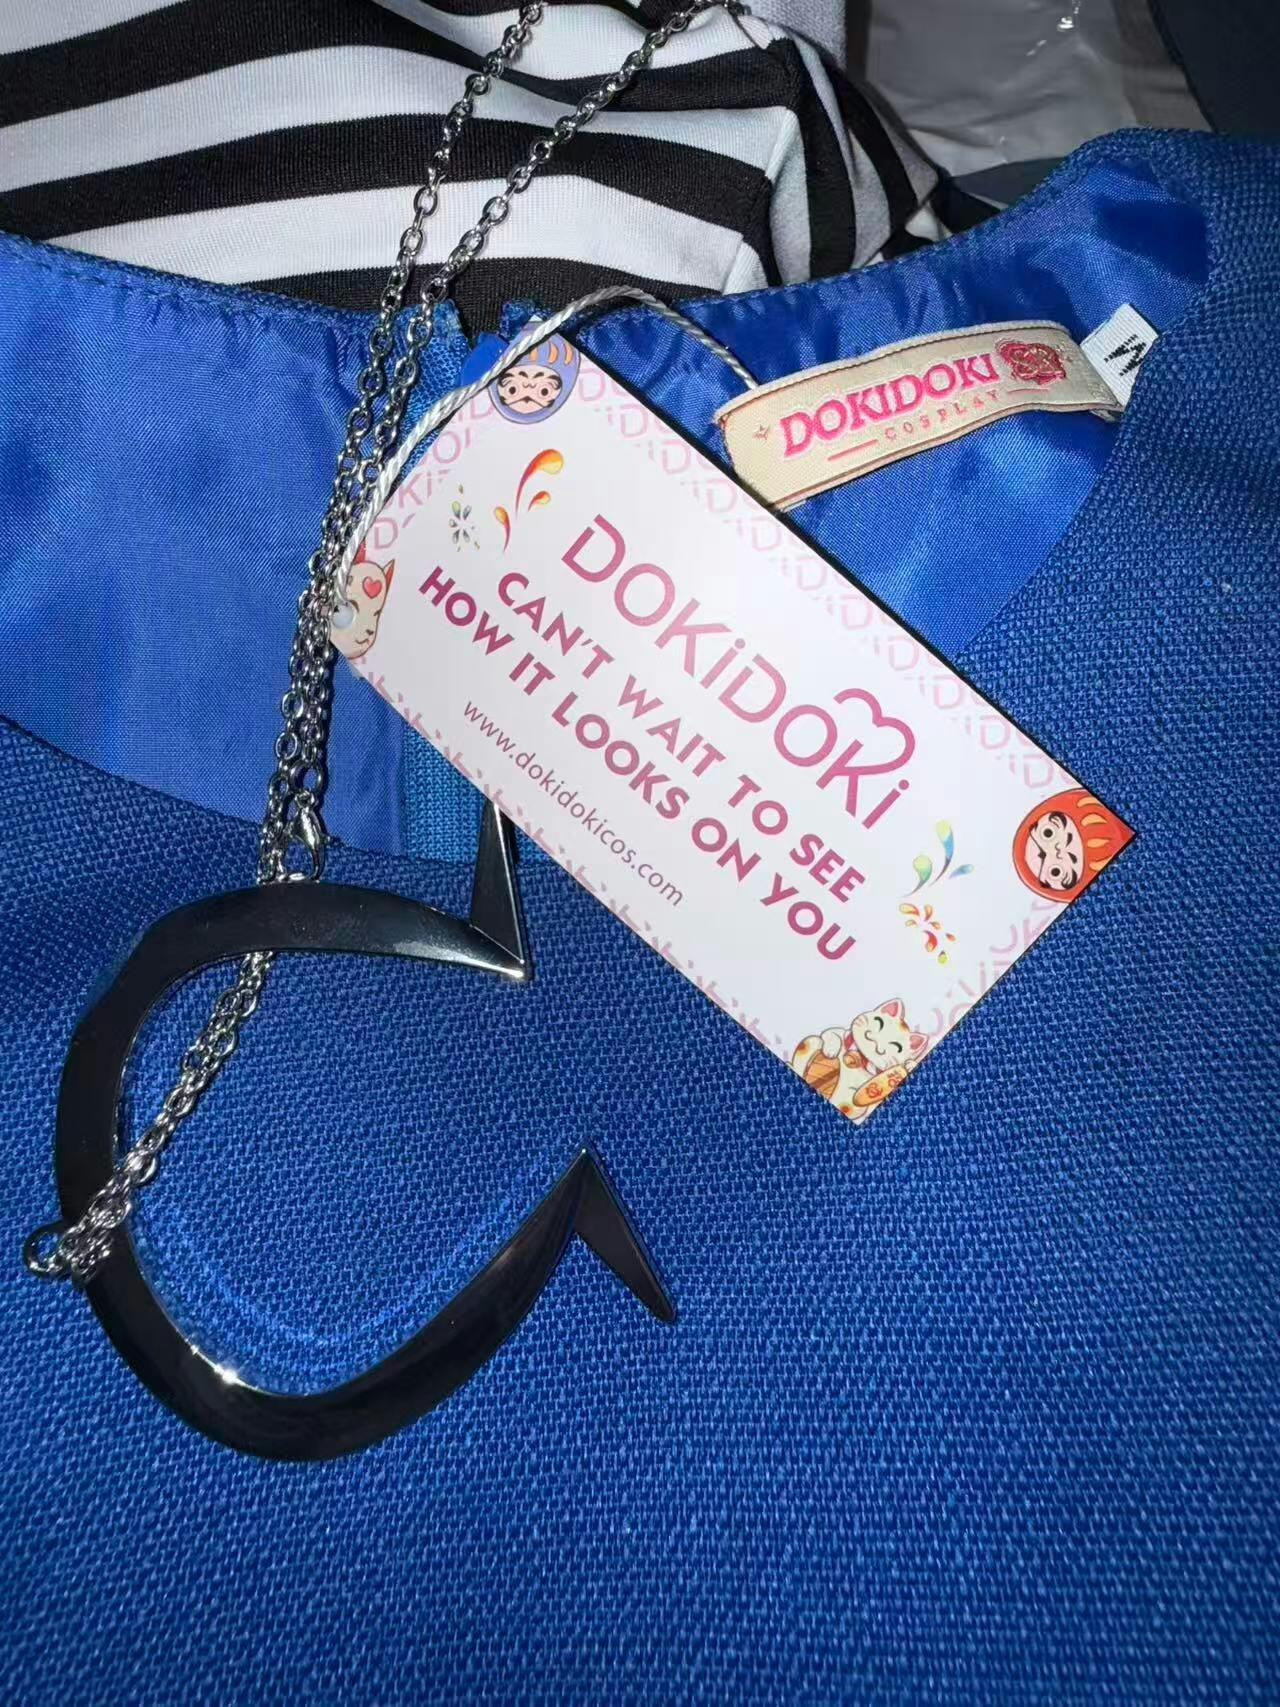 DOKIDOKI
COSPLAY
M
DOKiDOKi
CAN'T WAIT TO SEE
HOW IT LOOKS ON YOU
www.dokidokicos.com